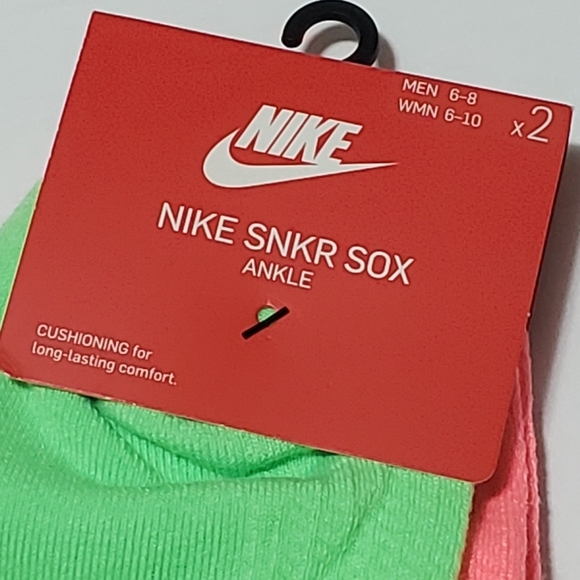 MEN 6-8
WMN 6-10
x2
NIKE
NIKE SNKR SOX
ANKLE
CUSHIONING for
long-lasting comfort.